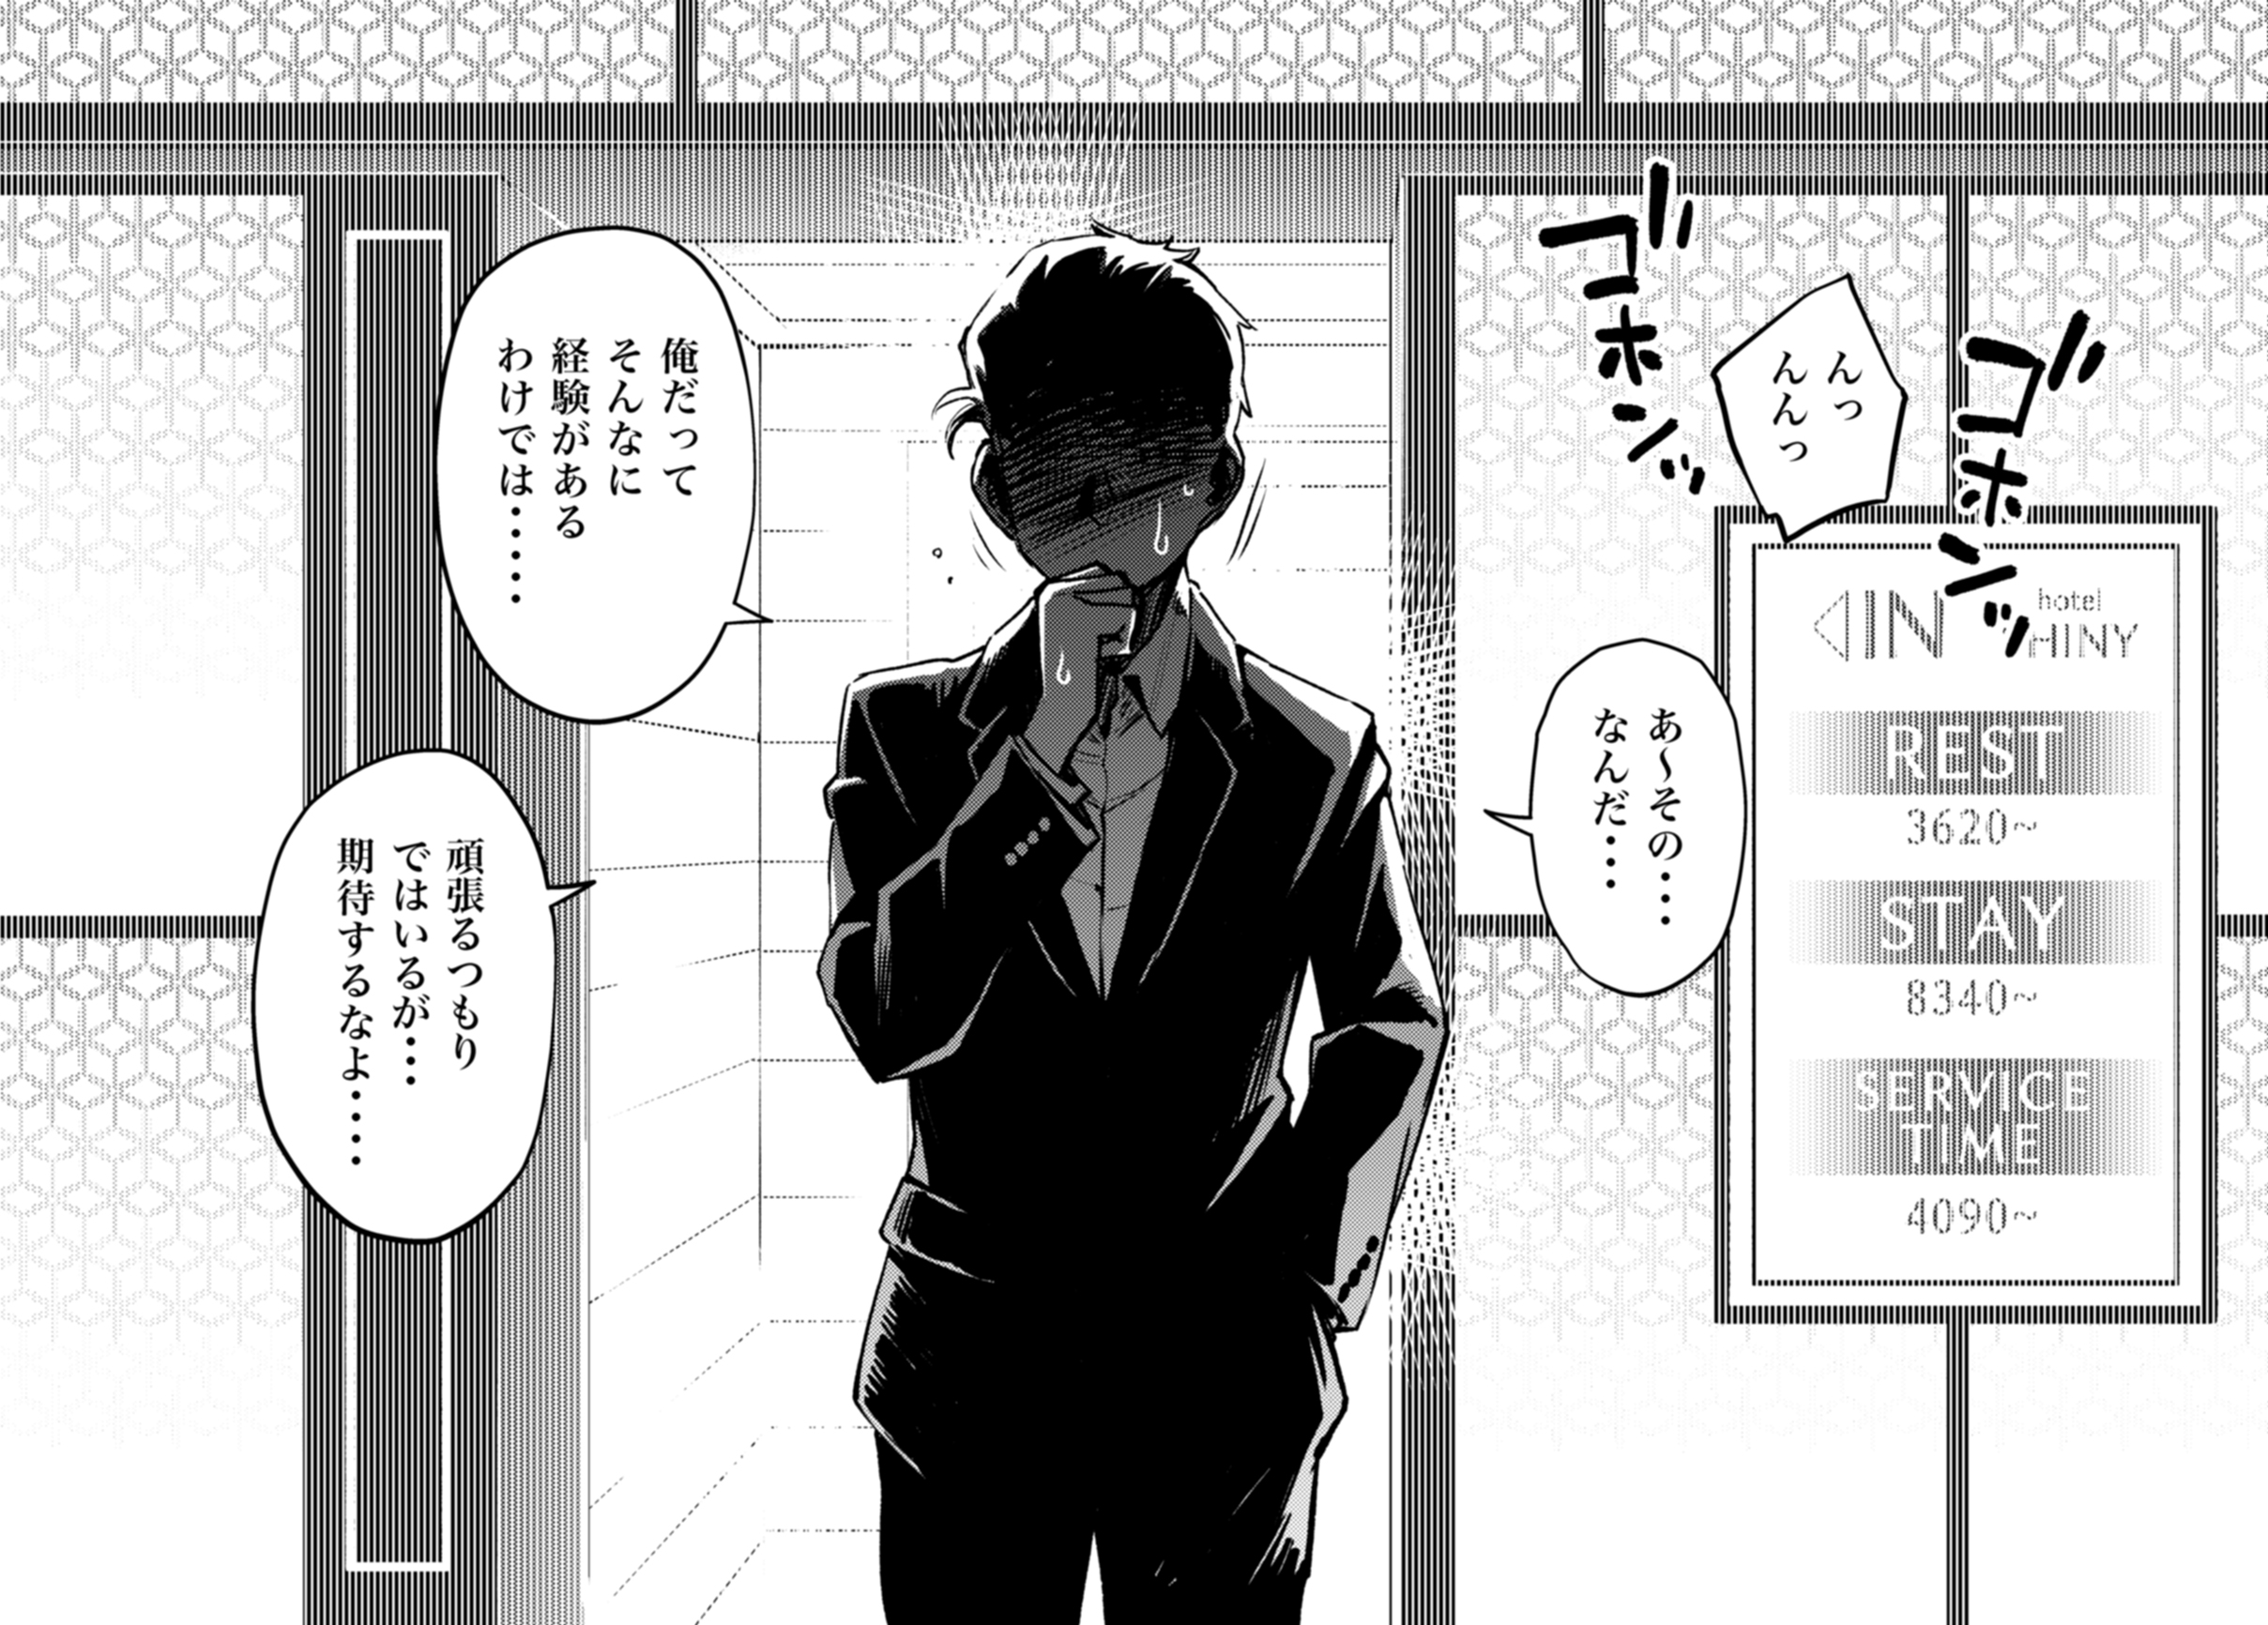 ゴホンッ
んっ
んんっ
ゴホンッ
あ～その・・・
なんだ・・・
俺だって
そんなに
経験がある
わけでは・・・・・
頑張るつもり
ではいるが・・・
期待するなよ・・・・
IN
hotel
HINY
REST
3620~
STAY
8340~
SERVICE
TIME
4090~